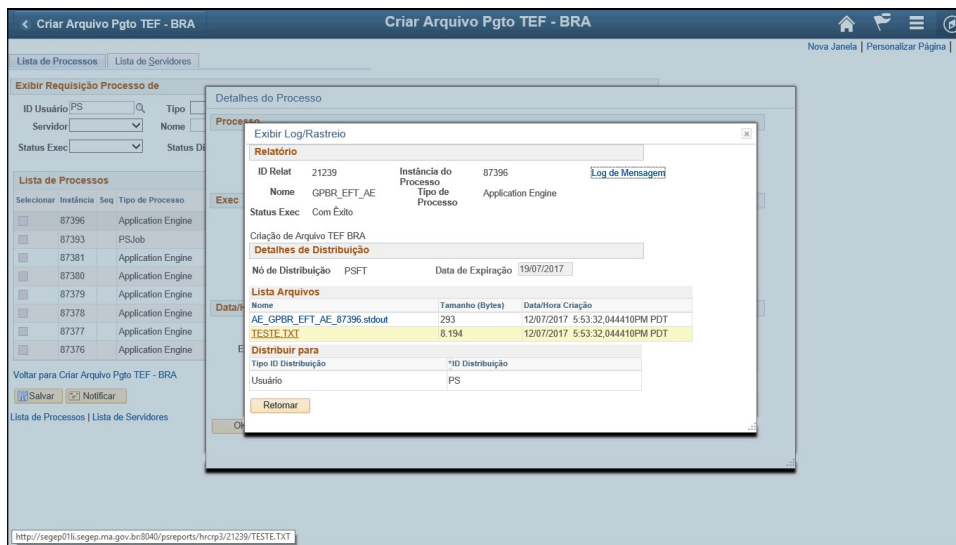 Criar Arquivo Pgto TEF - BRA
Criar Arquivo Pgto TEF - BRA
Nova Janela | Personalizar Página |
Lista de Processos
Lista de Servidores
Exibir Requisição Processo de
ID Usuário PS
Tipo
Servidor
Nome
Status Exec
Lista de Processos
Selecionar Instância Seq Tipo de Processo
87396 Application Engine
87393 PSJob
87381 Application Engine
87380 Application Engine
87379 Application Engine
87378 Application Engine
87377 Application Engine
87376 Application Engine
Voltar para Criar Arquivo Pgto TEF - BRA
Salvar
Notificar
Lista de Processos | Lista de Servidores
Detalhes do Processo
Exec
Exibir Log/Rastreio
x
Relatório
ID Relat 21239 Instância do Processo 87396 Log de Mensagem
Nome GPBR_EFT_AE Tipo de Processo Application Engine
Status Exec Com Êxito
Criação de Arquivo TEF BRA
Detalhes de Distribuição
Nó de Distribuição PSFT Data de Expiração 19/07/2017
Lista Arquivos
Nome Tamanho (Bytes) Data/Hora Criação
AE_GPBR_EFT_AE_87396.stdout 293 12/07/2017 5:53:32,044410PM PDT
TESTE.TXT 8.194 12/07/2017 5:53:32,044410PM PDT
Distribuir para
Tipo ID Distribuição *ID Distribuição
Usuário PS
Retornar
http://segep01li.segep.ma.gov.br:8040/psreports/hrcrp3/21239/TESTE.TXT